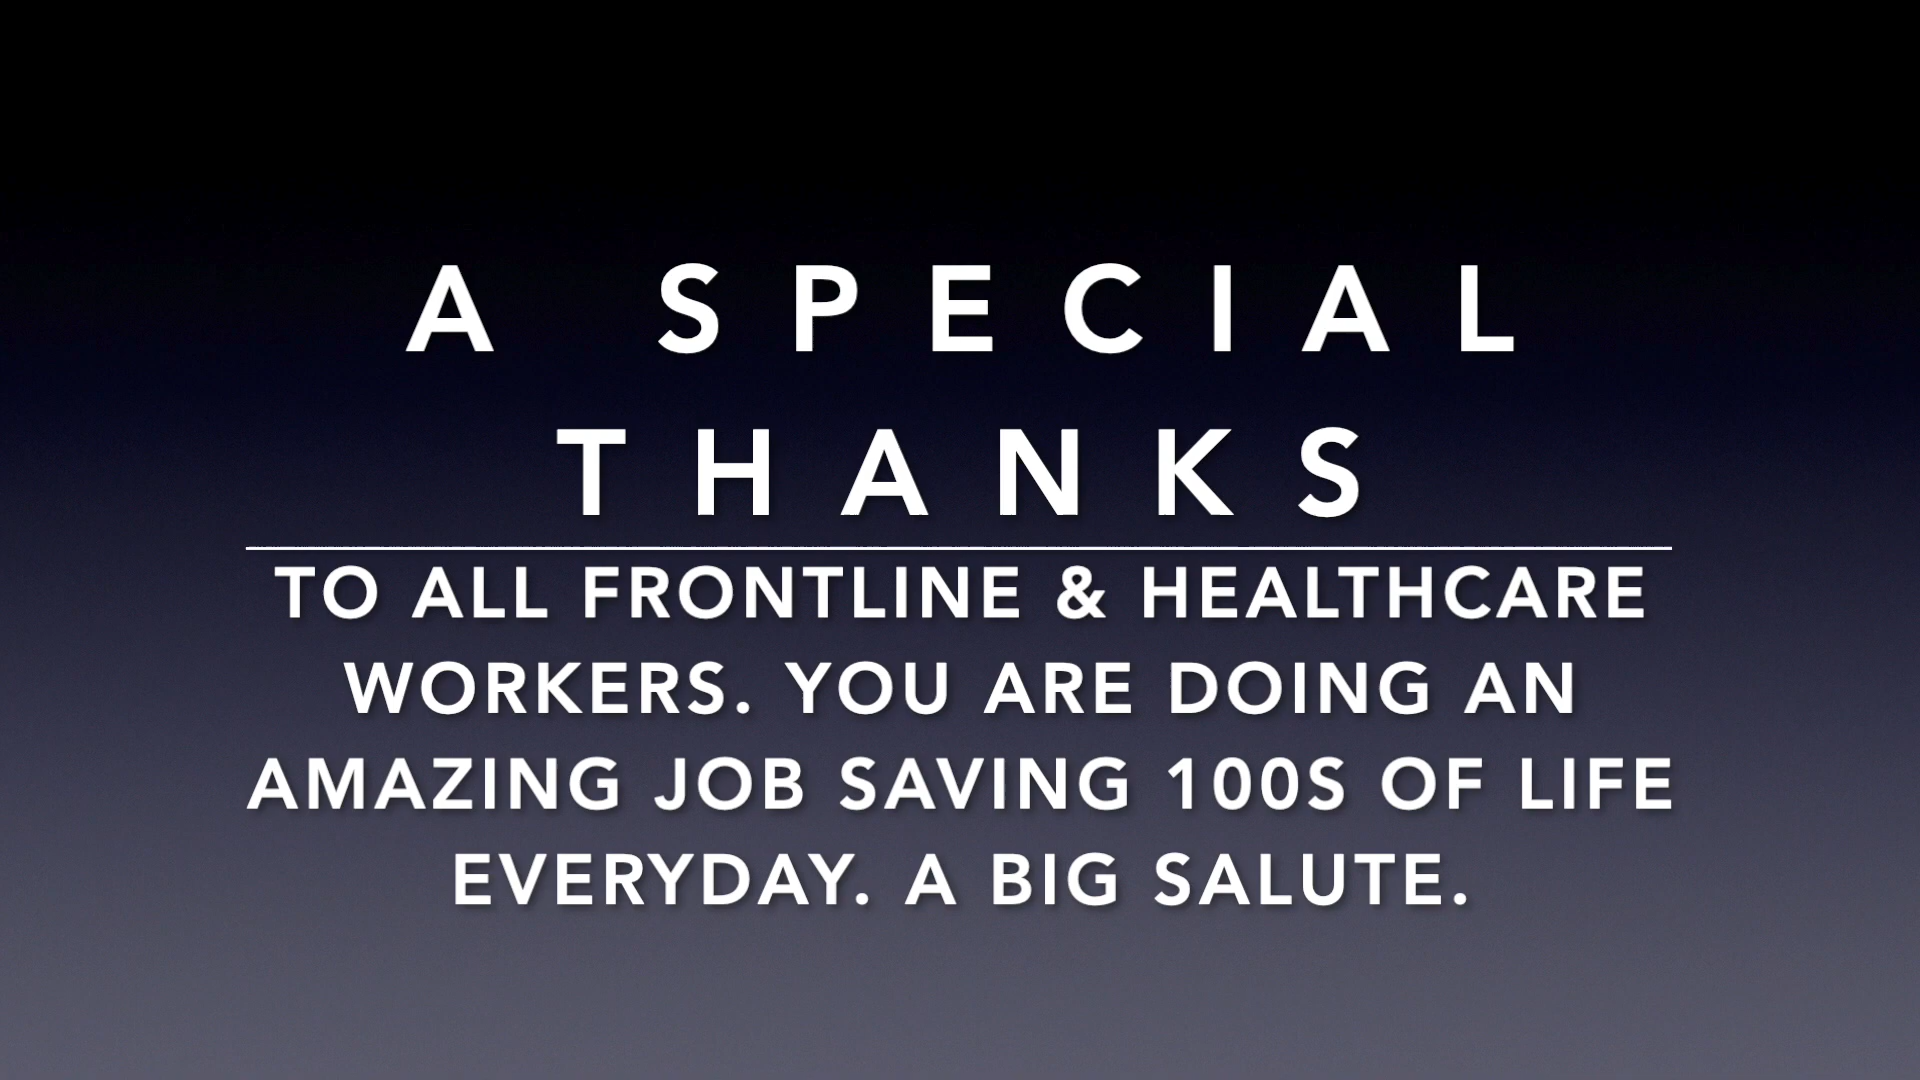 A SPECIAL
THANKS
TO ALL FRONTLINE & HEALTHCARE
WORKERS. YOU ARE DOING AN
AMAZING JOB SAVING 100S OF LIFE
EVERYDAY. A BIG SALUTE.